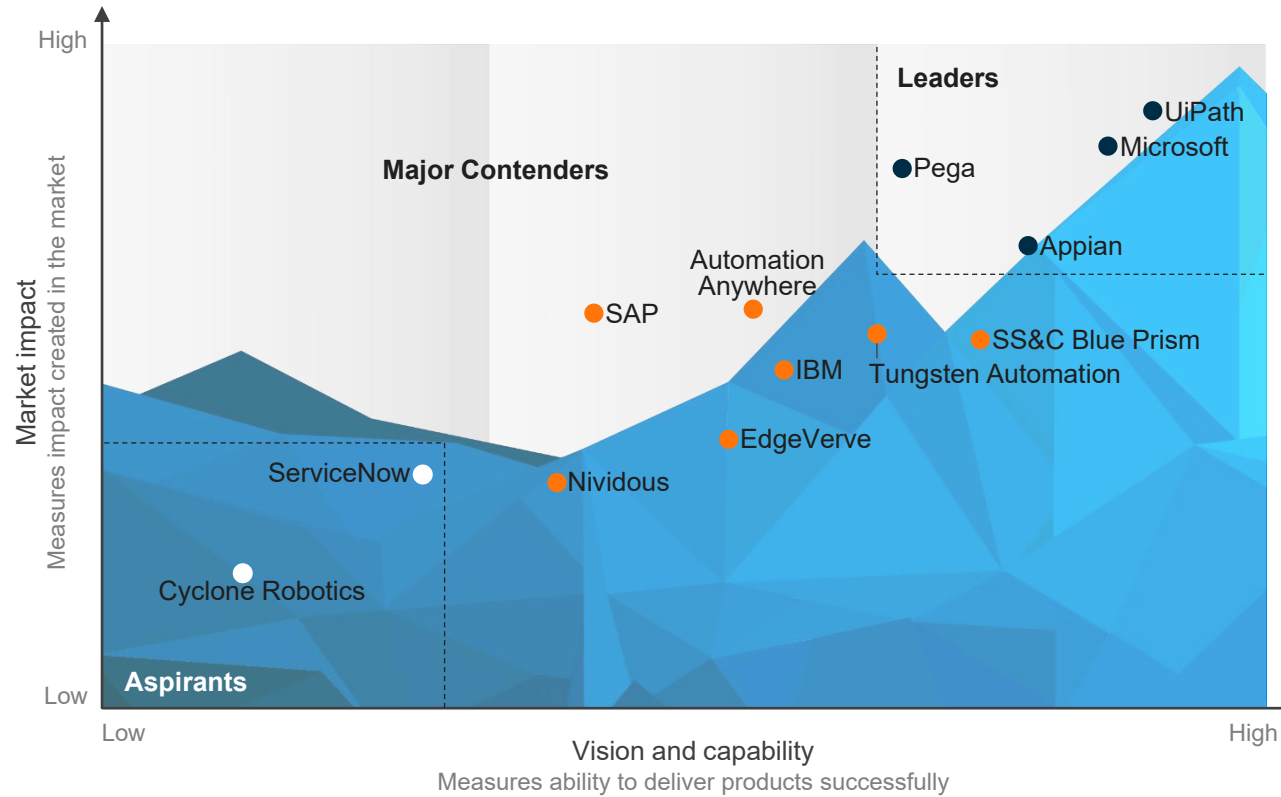 High
Leaders
UiPath
Microsoft
Major Contenders
Pega
Appian
Automation
Anywhere
SAP
SS&C Blue Prism
IBM
Tungsten Automation
EdgeVerve
ServiceNow
Nividous
Cyclone Robotics
Aspirants
Market impact
Measures impact created in the market
Low
Low
High
Vision and capability
Measures ability to deliver products successfully